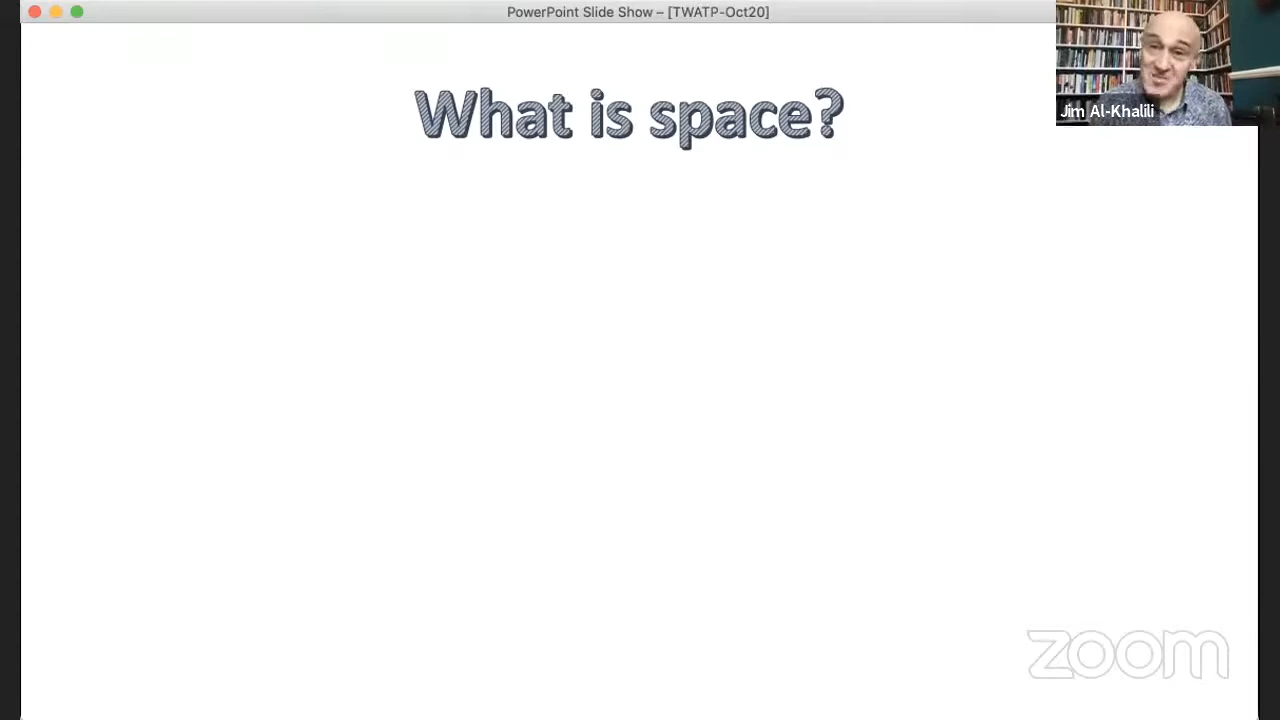 PowerPoint Slide Show – [TWATP-Oct20]
Jim Al-Khalili
What is space?
zoom